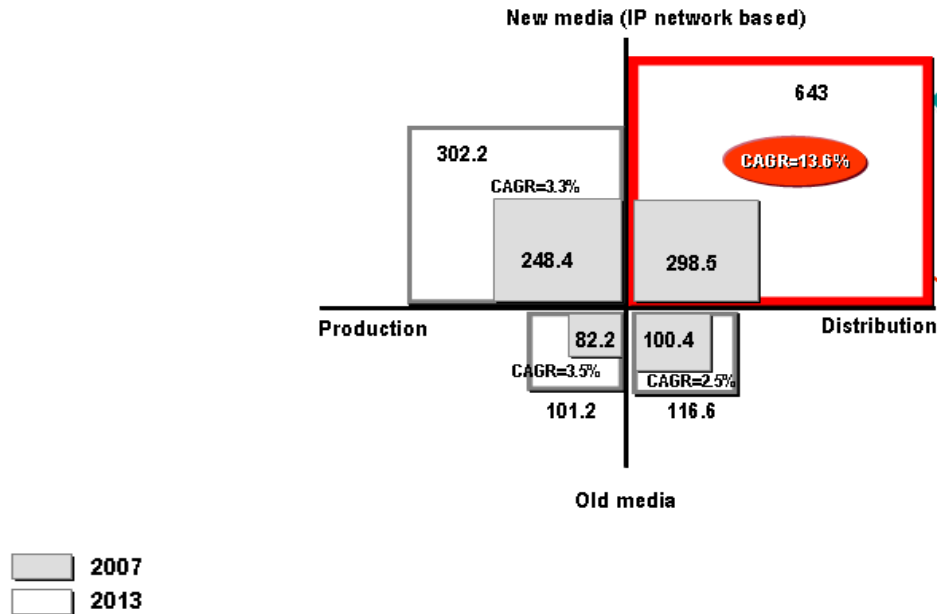 New media (IP network based)
643
302.2
CAGR=13.6%
CAGR=3.3%
248.4
298.5
Production
Distribution
82.2
100.4
CAGR=3.5%
CAGR=2.5%
101.2
116.6
Old media
2007
2013